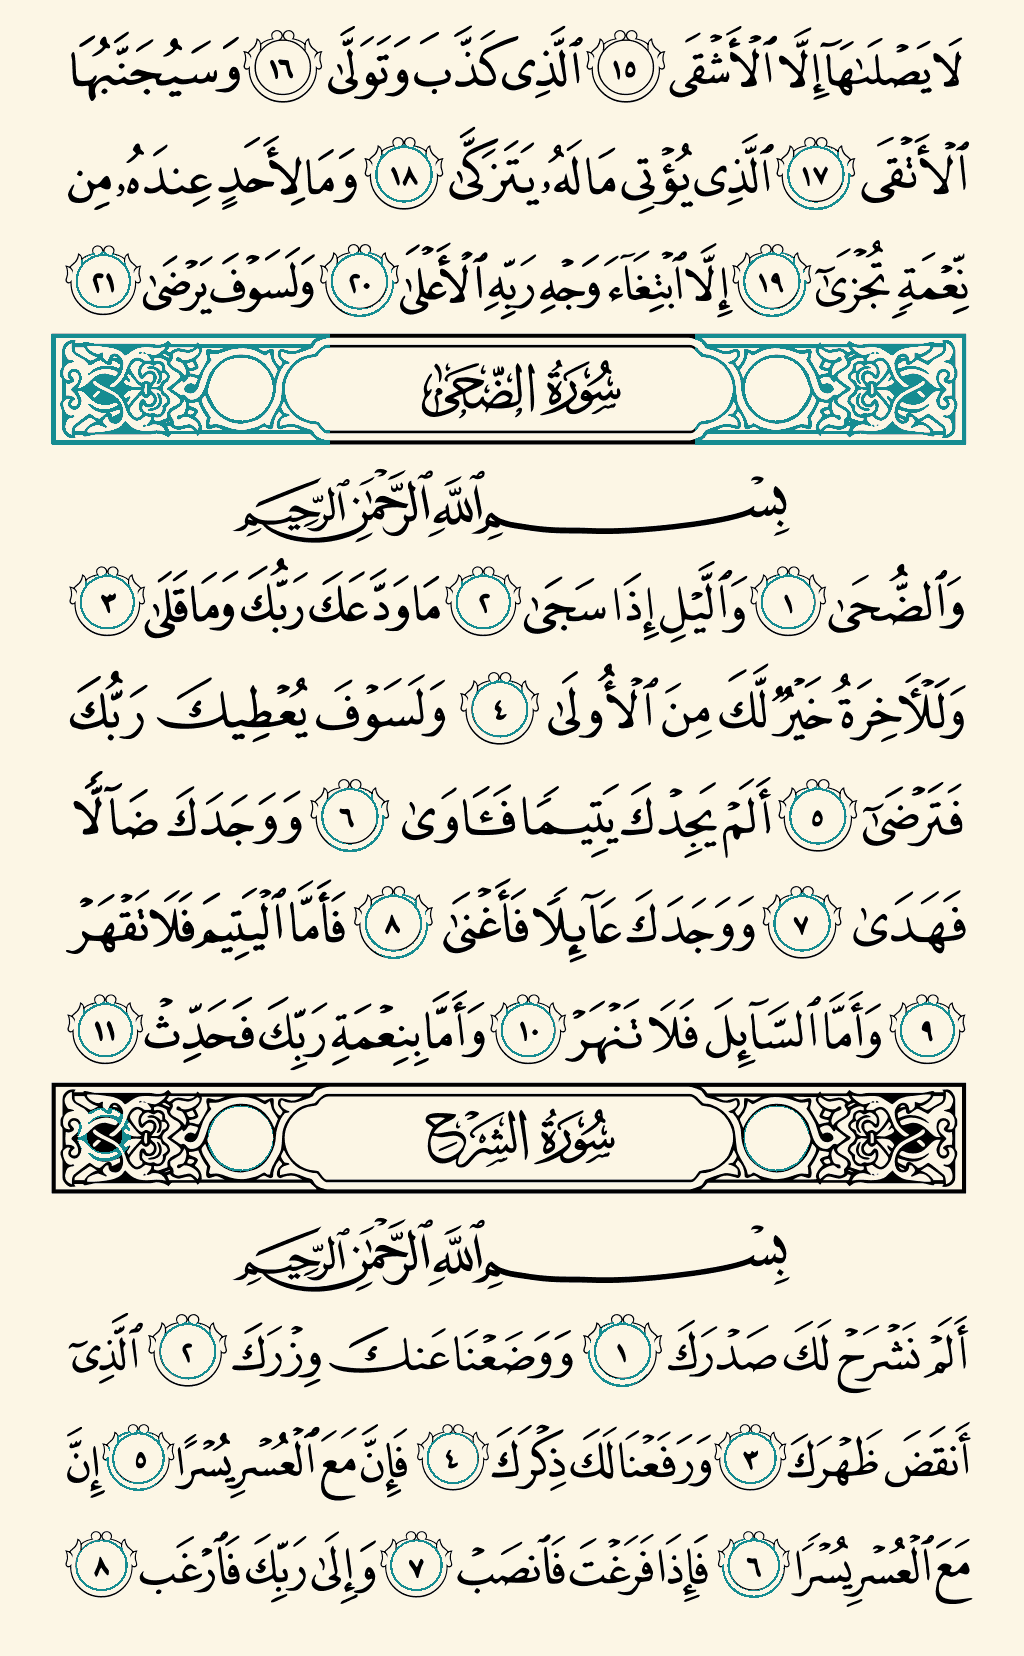 لَا يَصْلَىٰهَآ إِلَّا ٱلْأَشْقَى ١٥ ٱلَّذِى كَذَّبَ وَتَوَلَّىٰ ١٦ وَسَيُجَنَّبُهَا
ٱلْأَتْقَى ١٧ ٱلَّذِى يُؤْتِى مَالَهُۥ يَتَزَكَّىٰ ١٨ وَمَا لِأَحَدٍ عِندَهُۥ مِن
نِّعْمَةٍ تُجْزَىٰٓ ١٩ إِلَّا ٱبْتِغَآءَ وَجْهِ رَبِّهِ ٱلْأَعْلَىٰ ٢٠ وَلَسَوْفَ يَرْضَىٰ ٢١
سُورَةُ الضُّحَىٰ
بِسْمِ ٱللَّهِ ٱلرَّحْمَٰنِ ٱلرَّحِيمِ
وَٱلضُّحَىٰ ١ وَٱلَّيْلِ إِذَا سَجَىٰ ٢ مَا وَدَّعَكَ رَبُّكَ وَمَا قَلَىٰ ٣
وَلَلْءَاخِرَةُ خَيْرٌ لَّكَ مِنَ ٱلْأُولَىٰ ٤ وَلَسَوْفَ يُعْطِيكَ رَبُّكَ
فَتَرْضَىٰٓ ٥ أَلَمْ يَجِدْكَ يَتِيمًا فَـَٔاوَىٰ ٦ وَوَجَدَكَ ضَآلًّا
فَهَدَىٰ ٧ وَوَجَدَكَ عَآئِلًا فَأَغْنَىٰ ٨ فَأَمَّا ٱلْيَتِيمَ فَلَا تَقْهَرْ
٩ وَأَمَّا ٱلسَّآئِلَ فَلَا تَنْهَرْ ١٠ وَأَمَّا بِنِعْمَةِ رَبِّكَ فَحَدِّثْ ١١
سُورَةُ الشَّرْحِ
بِسْمِ ٱللَّهِ ٱلرَّحْمَٰنِ ٱلرَّحِيمِ
أَلَمْ نَشْرَحْ لَكَ صَدْرَكَ ١ وَوَضَعْنَا عَنكَ وِزْرَكَ ٢ ٱلَّذِىٓ
أَنقَضَ ظَهْرَكَ ٣ وَرَفَعْنَا لَكَ ذِكْرَكَ ٤ فَإِنَّ مَعَ ٱلْعُسْرِ يُسْرًا ٥ إِنَّ
مَعَ ٱلْعُسْرِ يُسْرًا ٦ فَإِذَا فَرَغْتَ فَٱنصَبْ ٧ وَإِلَىٰ رَبِّكَ فَٱرْغَب ٨